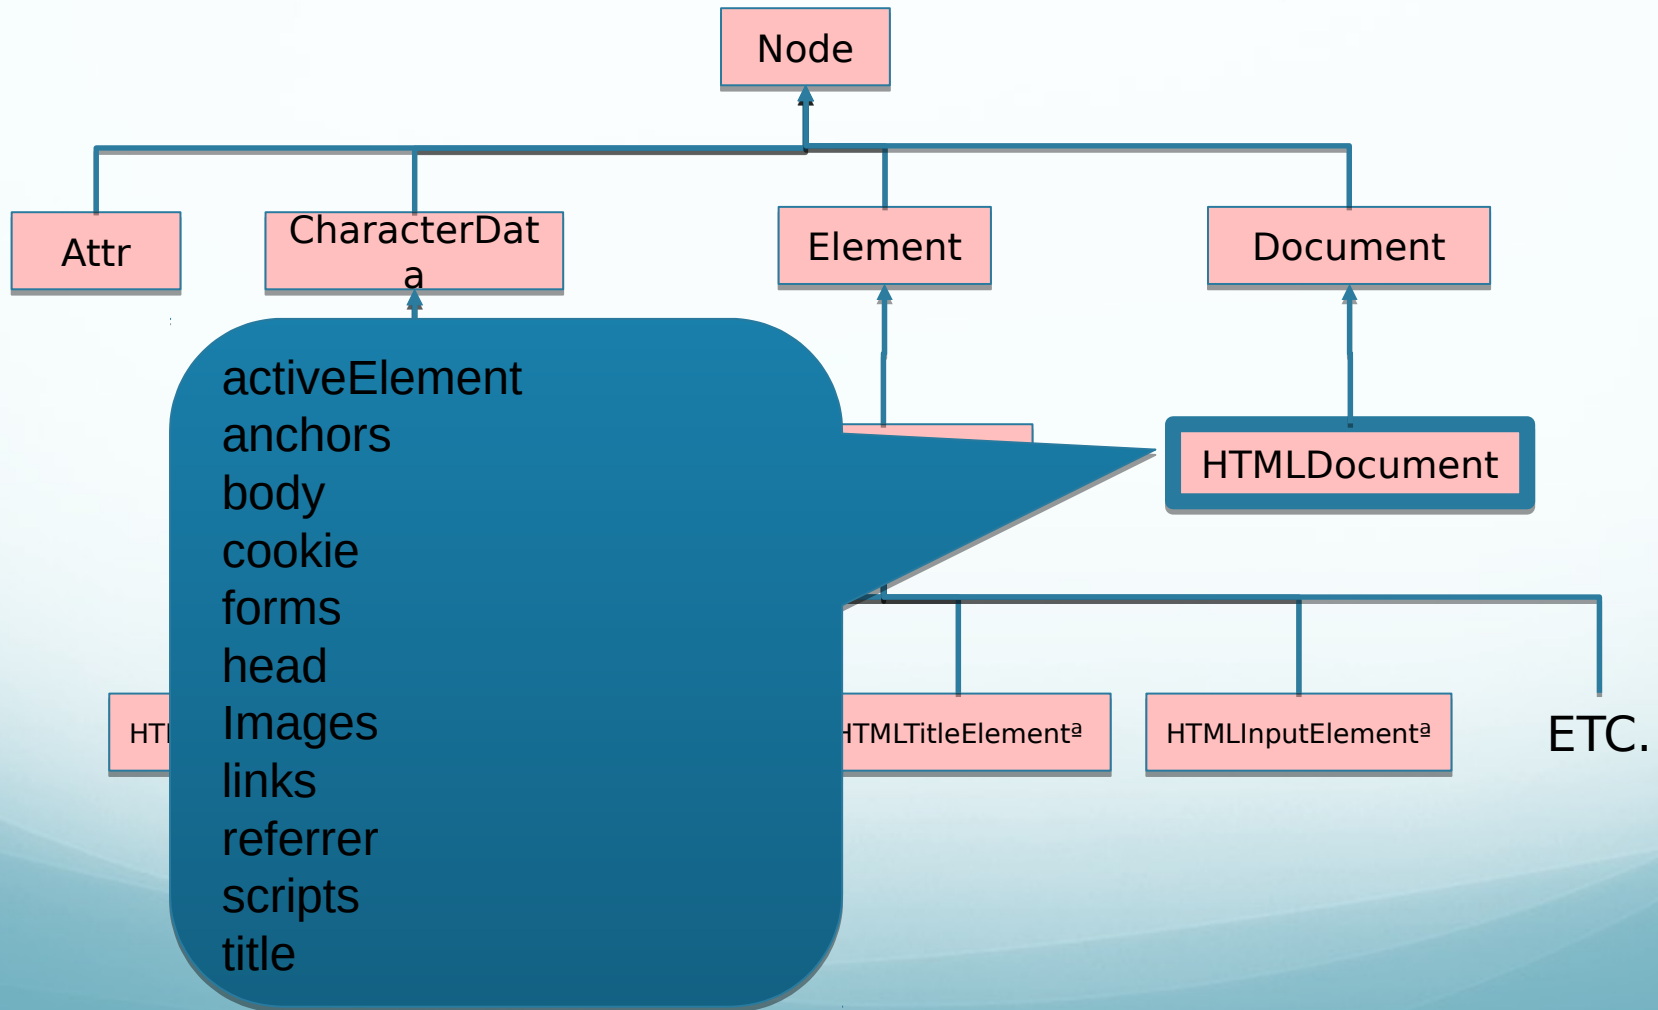 Node
Attr
CharacterDat
a
Element
Document
HTMLDocument
activeElement
anchors
body
cookie
forms
head
Images
links
referrer
scripts
title
HTMLTitleElementª
HTMLInputElementª
ETC.